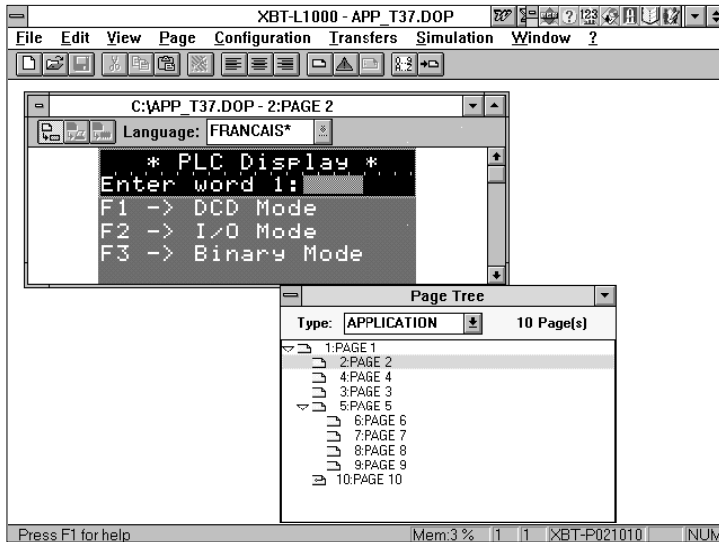 XBT-L1000 - APP_T37.DOP
File Edit View Page Configuration Transfers Simulation Window ?
C:\APP_T37.DOP - 2:PAGE 2
Language: FRANCAIS*
* PLC Display *
Enter word 1:
F1 -> DCD Mode
F2 -> I/O Mode
F3 -> Binary Mode
Page Tree
Type: APPLICATION 10 Page(s)
1:PAGE 1
2:PAGE 2
4:PAGE 4
3:PAGE 3
5:PAGE 5
6:PAGE 6
7:PAGE 7
8:PAGE 8
9:PAGE 9
10:PAGE 10
Press F1 for help Mem:3 % 1 1 XBT-P021010 NUM